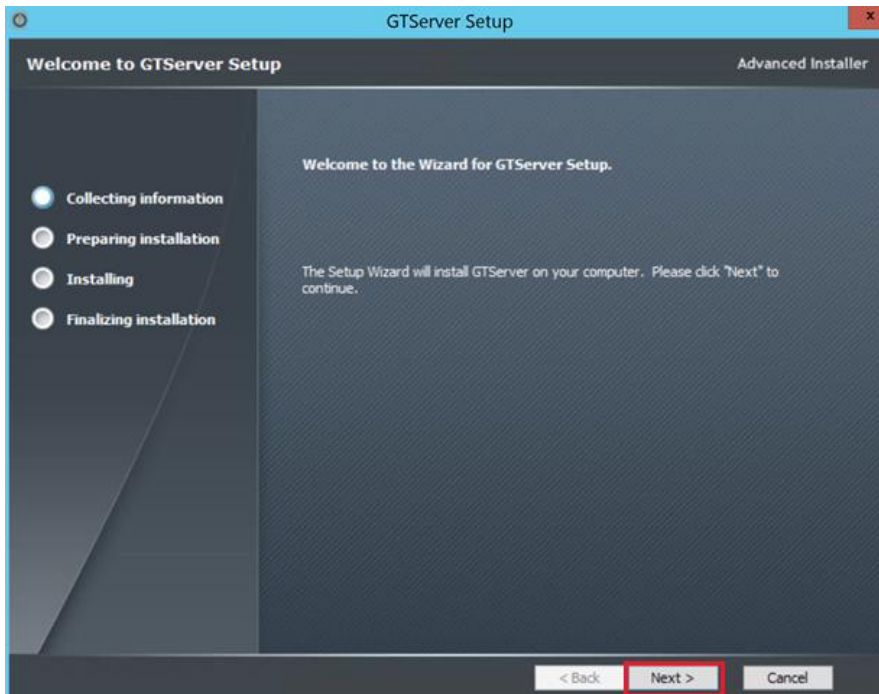 GTServer Setup
x
Welcome to GTServer Setup
Advanced Installer
Welcome to the Wizard for GTServer Setup.
Collecting information
Preparing installation
Installing
Finalizing installation
The Setup Wizard will install GTServer on your computer. Please click "Next" to
continue.
< Back
Next >
Cancel